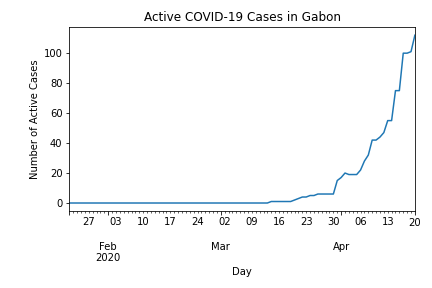 Active COVID-19 Cases in Gabon
Number of Active Cases
100
80
60
40
20
0
27 03 10 17 24 02 09 16 23 30 06 13 20
Feb Mar Apr
2020
Day